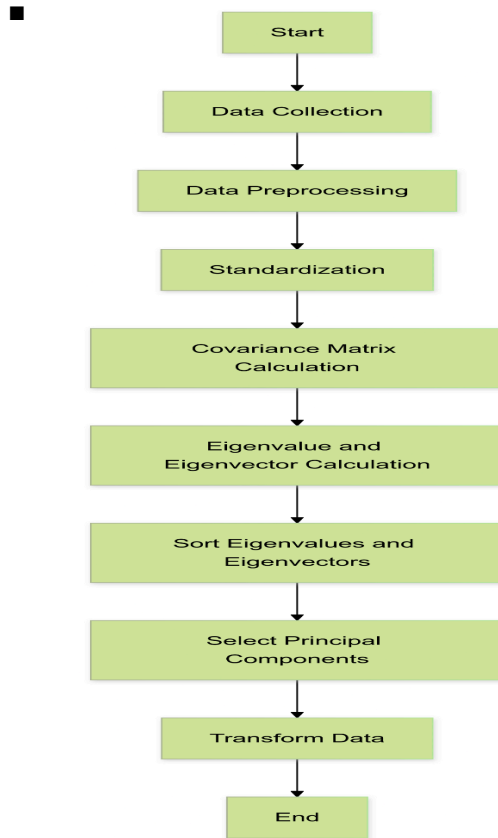 Start
Data Collection
Data Preprocessing
Standardization
Covariance Matrix
Calculation
Eigenvalue and
Eigenvector Calculation
Sort Eigenvalues and
Eigenvectors
Select Principal
Components
Transform Data
End